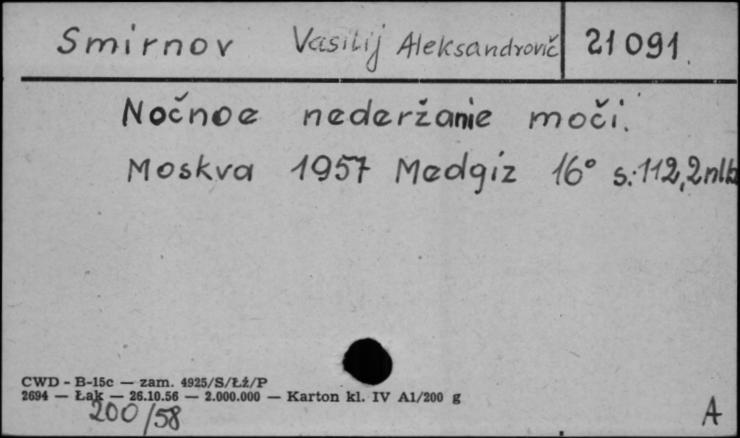 Smirnov Vasilij Aleksandrovič 21091.
Nočnoe nederžanie moči.
Moskva 1957 Medgiz 16° s. 112, 2nlb
CWD - B-15c — zam. 4925/S/Łż/P
2694 — Łąk — 26.10.56 — 2.000.000 — Karton kl. IV A1/200 g
200/58
A